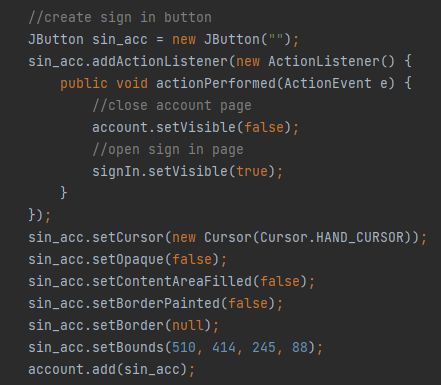 //create sign in button
JButton sin_acc = new JButton("");
sin_acc.addActionListener(new ActionListener() {
    public void actionPerformed(ActionEvent e) {
        //close account page
        account.setVisible(false);
        //open sign in page
        signIn.setVisible(true);
    }
});
sin_acc.setCursor(new Cursor(Cursor.HAND_CURSOR));
sin_acc.setOpaque(false);
sin_acc.setContentAreaFilled(false);
sin_acc.setBorderPainted(false);
sin_acc.setBorder(null);
sin_acc.setBounds(510, 414, 245, 88);
account.add(sin_acc);